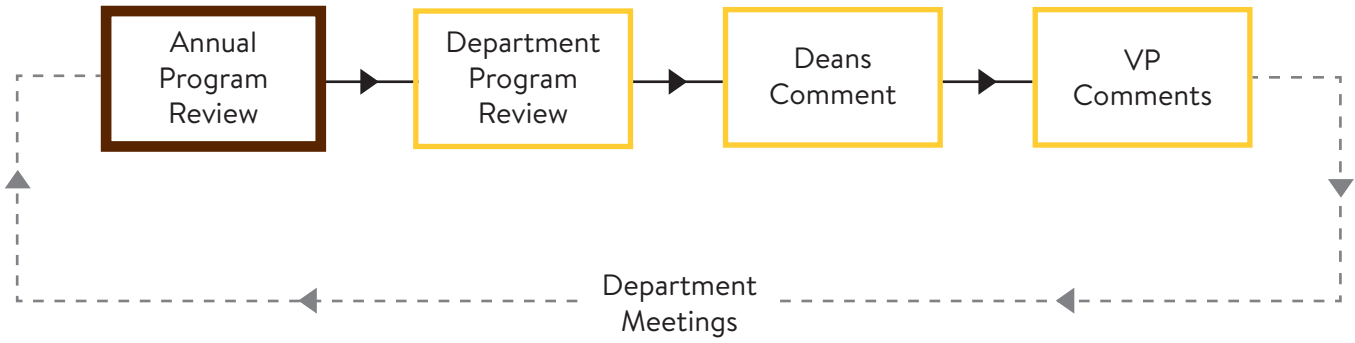 Annual
Program
Review
Department
Program
Review
Deans
Comment
VP
Comments
Department
Meetings